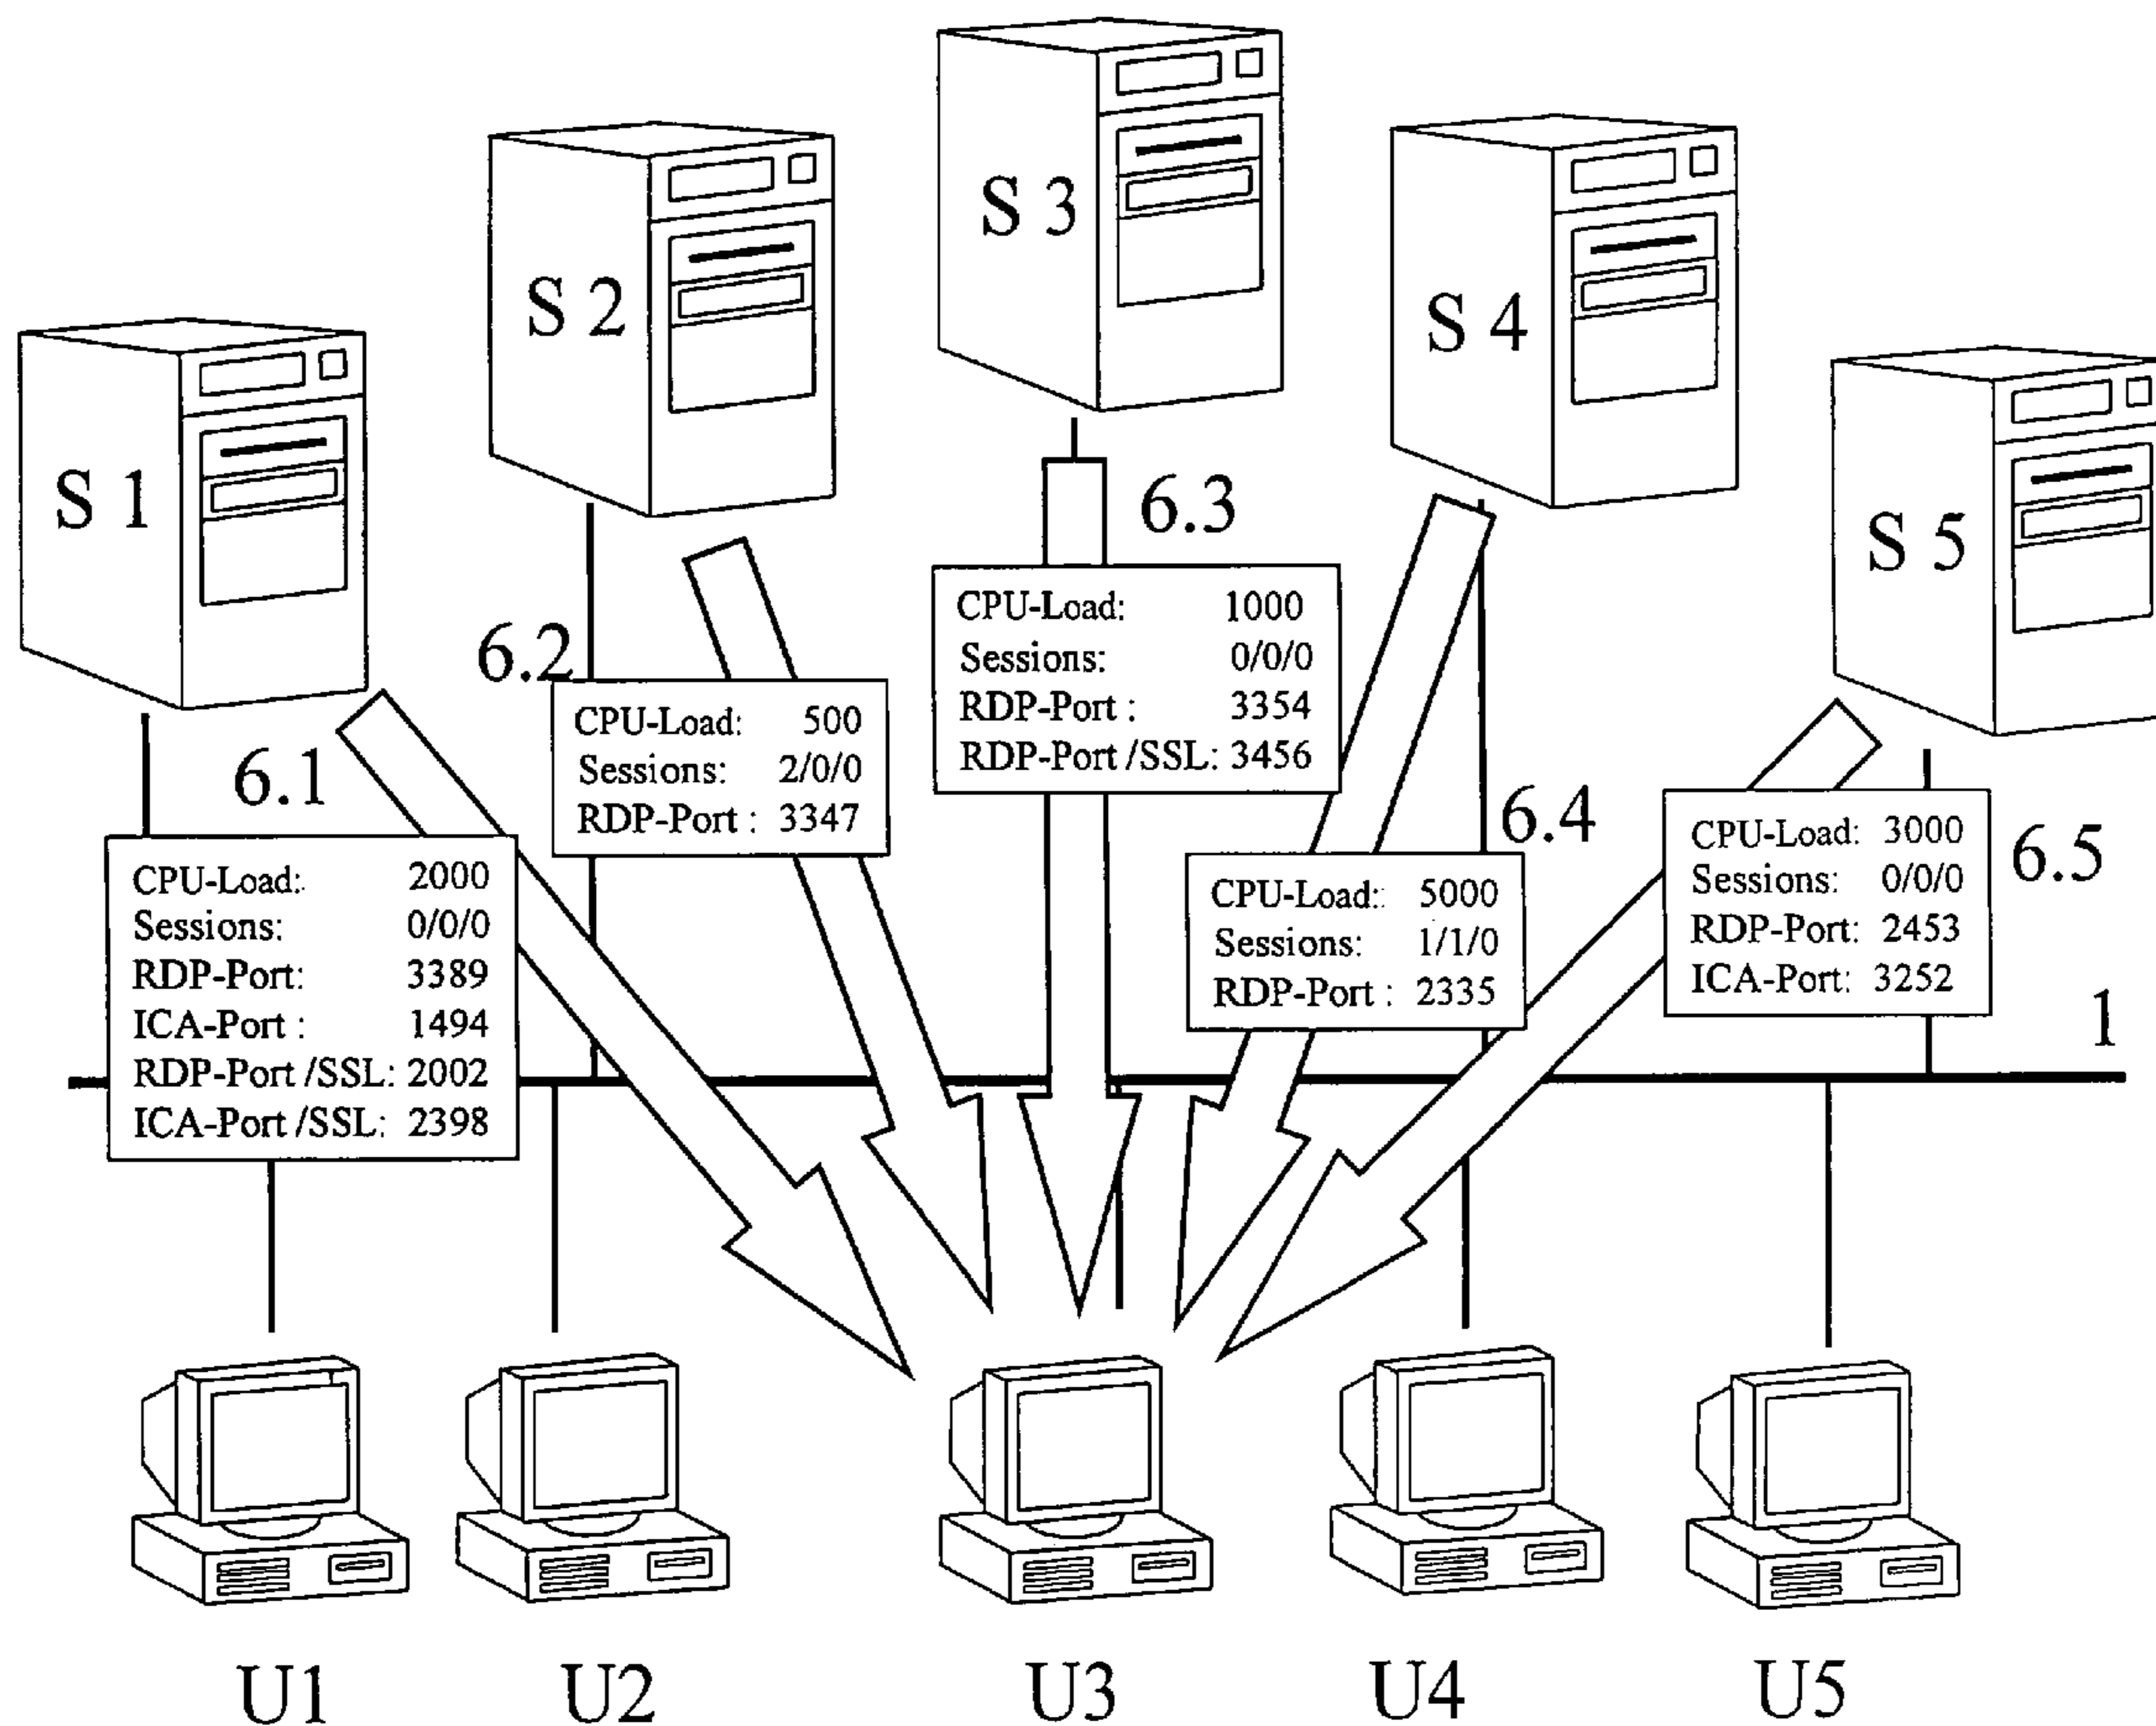 S 3
S 2
S 4
S 1
S 5
6.3
6.2
6.1
6.4
6.5
CPU-Load: 1000
Sessions: 0/0/0
RDP-Port : 3354
RDP-Port /SSL: 3456
CPU-Load: 500
Sessions: 2/0/0
RDP-Port : 3347
CPU-Load: 2000
Sessions: 0/0/0
RDP-Port: 3389
ICA-Port : 1494
RDP-Port /SSL: 2002
ICA-Port /SSL: 2398
CPU-Load: 5000
Sessions: 1/1/0
RDP-Port : 2335
CPU-Load: 3000
Sessions: 0/0/0
RDP-Port: 2453
ICA-Port: 3252
1
U1
U2
U3
U4
U5